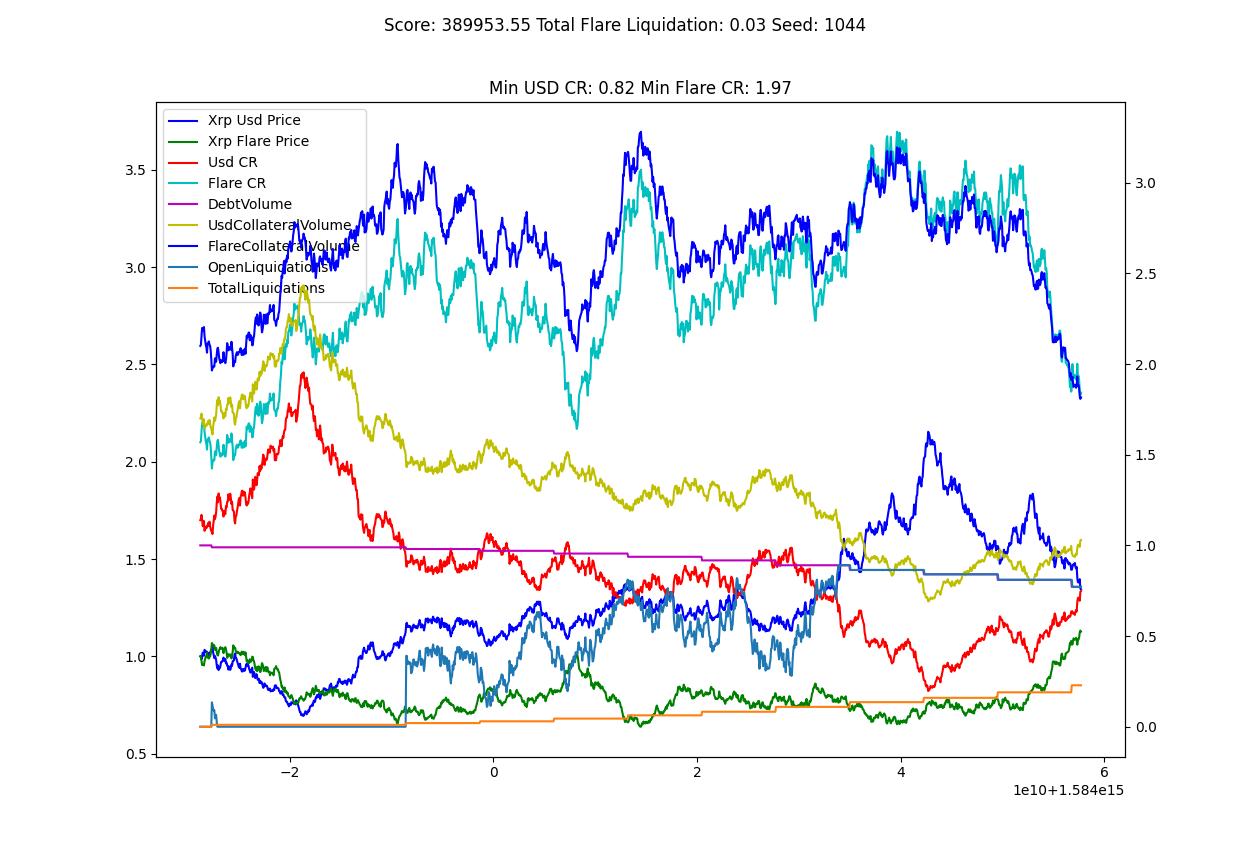 Score: 389953.55 Total Flare Liquidation: 0.03 Seed: 1044
Min USD CR: 0.82 Min Flare CR: 1.97
Xrp Usd Price
Xrp Flare Price
Usd CR
Flare CR
DebtVolume
UsdCollateralVolume
FlareCollateralVolume
OpenLiquidations
TotalLiquidations
3.5
3.0
2.5
2.0
1.5
1.0
0.5
3.0
2.5
2.0
1.5
1.0
0.5
0.0
−2
0
2
4
6
1e10+1.584e15